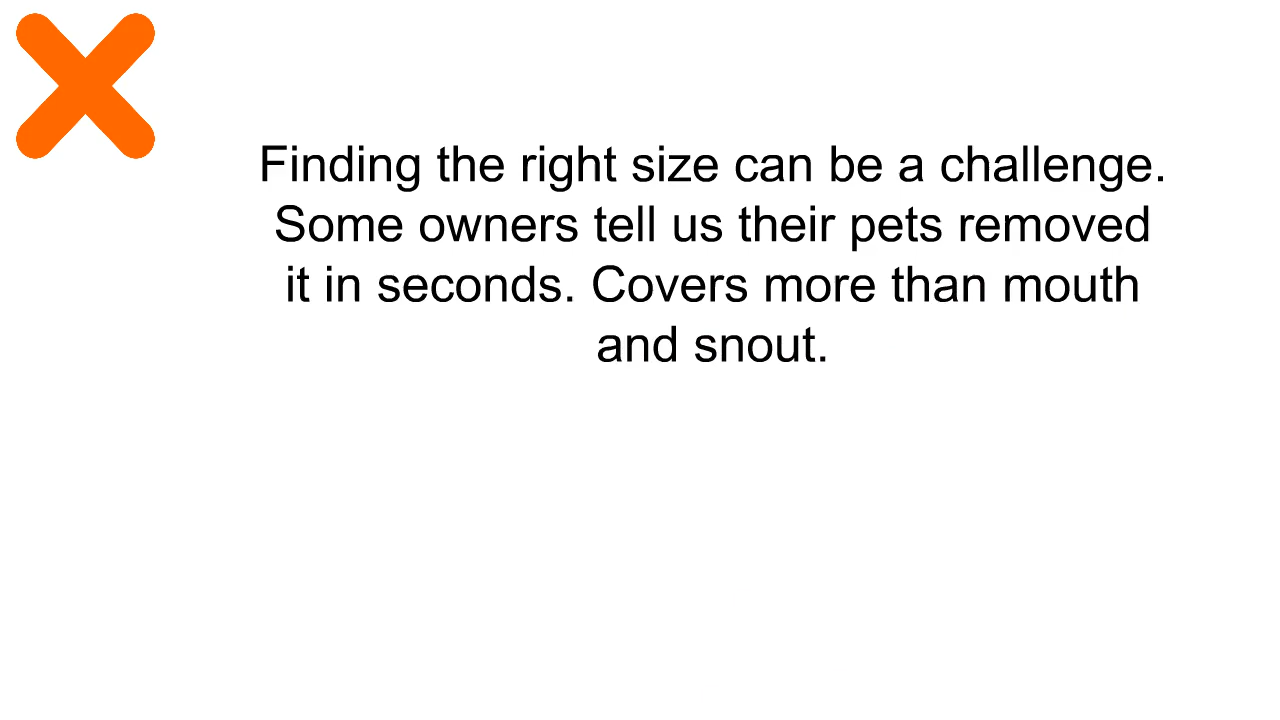 Finding the right size can be a challenge.
Some owners tell us their pets removed
it in seconds. Covers more than mouth
and snout.